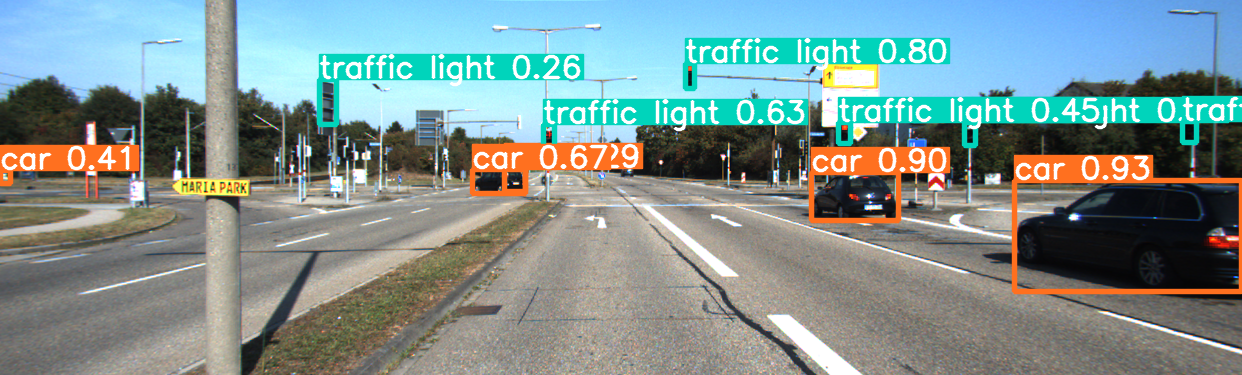 traffic light 0.80
traffic light 0.26
traffic light 0.63
traffic light 0.45
car 0.41
car 0.67
car 0.90
car 0.93
MARIA PARK